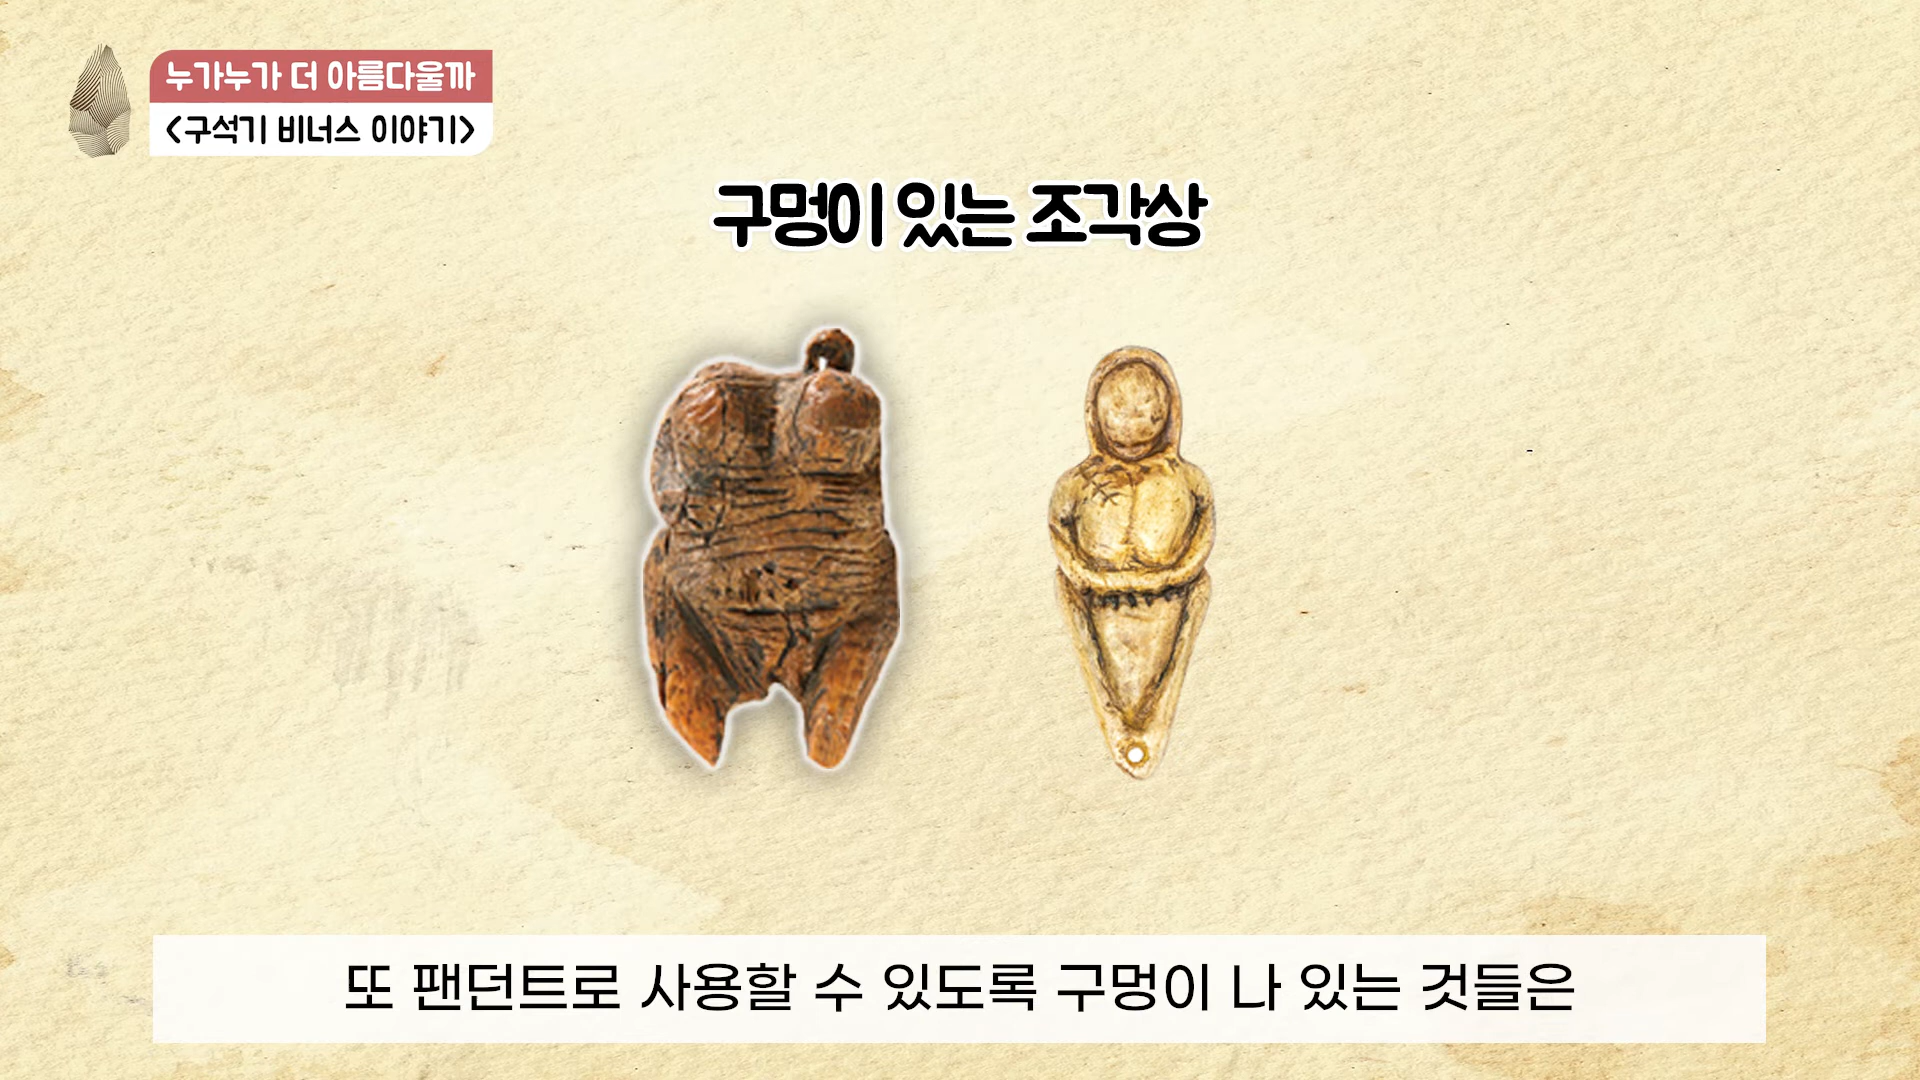 누가누가 더 아름다울까
<구석기 비너스 이야기>
구멍이 있는 조각상
또 팬던트로 사용할 수 있도록 구멍이 나 있는 것들은